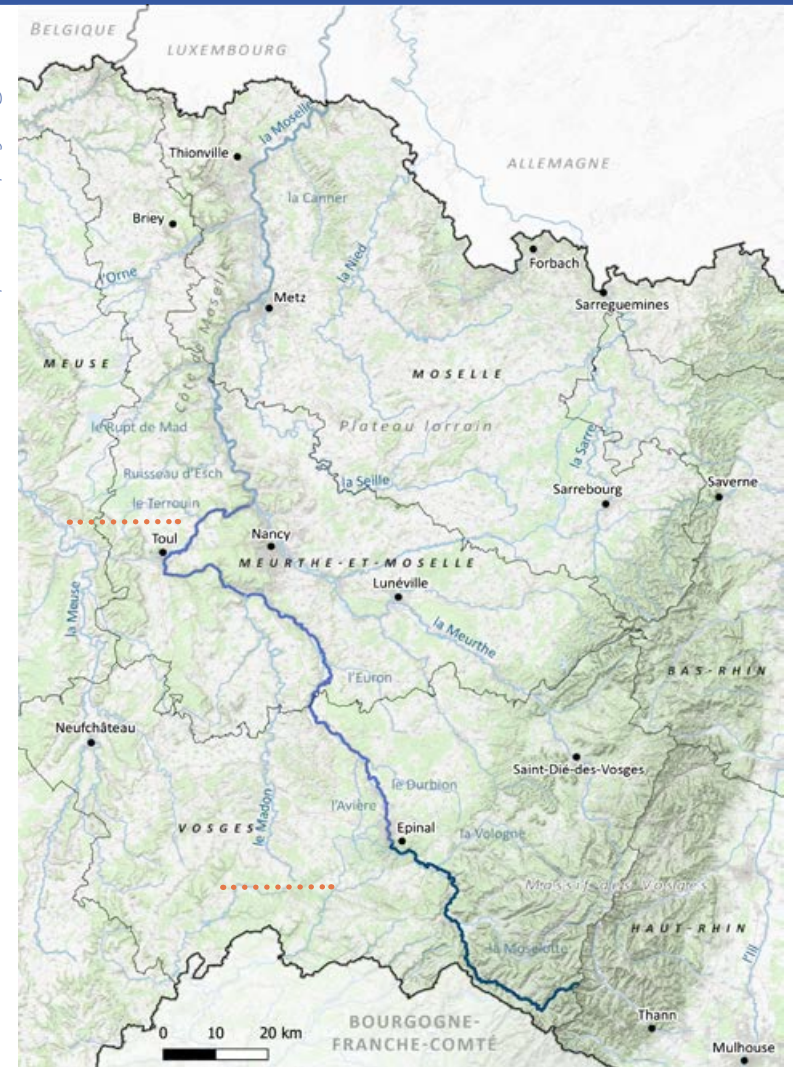 BELGIQUE
LUXEMBOURG
la Moselle
Thionville
ALLEMAGNE
la Canner
Briey
la Nied
Forbach
l'Orne
Metz
Sarreguemines
Côte de Moselle
MEUSE
MOSELLE
le Rupt de Mad
Plateau lorrain
la Sarre
Ruisseau d'Esch
la Seille
Saverne
Sarrebourg
le Terrouin
Toul
Nancy
MEURTHE-ET-MOSELLE
Lunéville
la Meuse
la Meurthe
l'Euron
BAS-RHIN
Neufchâteau
Saint-Dié-des-Vosges
le Durbion
l'Avière
le Madon
VOSGES
Epinal
la Vologne
Massif des Vosges
HAUT-RHIN
la Moselotte
l'Ill
Thann
BOURGOGNE-
FRANCHE-COMTÉ
0 10 20 km
Mulhouse